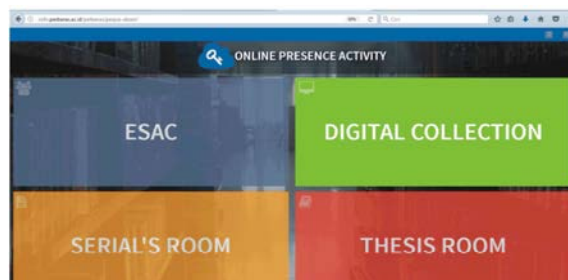 ONLINE PRESENCE ACTIVITY
ESAC
DIGITAL COLLECTION
SERIAL'S ROOM
THESIS ROOM